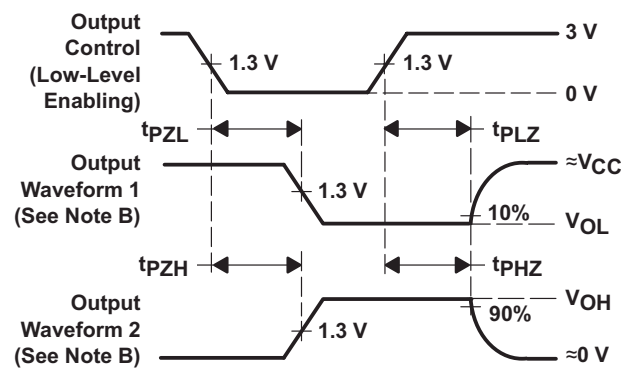 Output
Control
(Low-Level
Enabling)
1.3 V
1.3 V
3 V
0 V
tPZL
tPLZ
Output
Waveform 1
(See Note B)
1.3 V
≈VCC
10%
VOL
tPZH
tPHZ
Output
Waveform 2
(See Note B)
1.3 V
VOH
90%
≈0 V